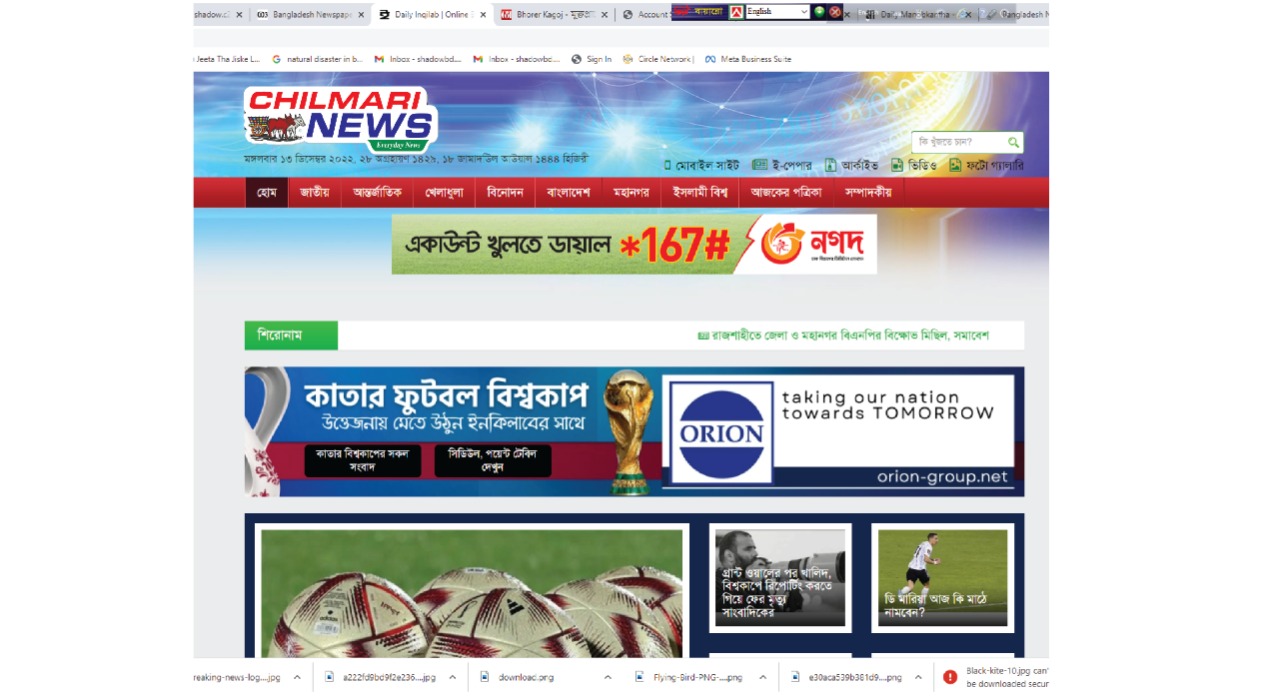 shadow.c
Bangladesh Newspape
Daily Inqilab | Online
Bhorer Kagoj -
Account
বায়ান্নো
English
Daily Manobkantha -
Bangladesh N
Jeeta Tha Jiske L...
natural disaster in b...
Inbox - shadowbd....
Inbox - shadowbd....
Sign In
Circle Network |
Meta Business Suite
CHILMARI
NEWS
Everyday News
মঙ্গলবার ১৩ ডিসেম্বর ২০২২, ২৮ অগ্রহায়ণ ১৪২৯, ১৮ জামাদিউল আউয়াল ১৪৪৪ হিজরী
কি খুঁজতে চান?
মোবাইল সাইট ই-পেপার আর্কাইভ ভিডিও ফটো গ্যালারি
হোম জাতীয় আন্তর্জাতিক খেলাধুলা বিনোদন বাংলাদেশ মহানগর ইসলামী বিশ্ব আজকের পত্রিকা সম্পাদকীয়
একাউন্ট খুলতে ডায়াল *167# নগদ
শিরোনাম
রাজশাহীতে জেলা ও মহানগর বিএনপির বিক্ষোভ মিছিল, সমাবেশ
কাতার ফুটবল বিশ্বকাপ
উত্তেজনায় মেতে উঠুন ইনকিলাবের সাথে
কাতার বিশ্বকাপের সকল
সংবাদ
সিডিউল, পয়েন্ট টেবিল
দেখুন
ORION
taking our nation
towards TOMORROW
orion-group.net
adidas
গ্রান্ট ওয়ালের পর খালিদ,
বিশ্বকাপে রিপোর্টিং করতে
গিয়ে ফের মৃত্যু
সাংবাদিকের
ডি মারিয়া আজ কি মাঠে
নামবেন?
reaking-news-log....jpg
a222fd9bd9f2e236....jpg
download.png
Flying-Bird-PNG-....png
e30aca539b381d9....png
Black-kite-10.jpg can'
be downloaded secur